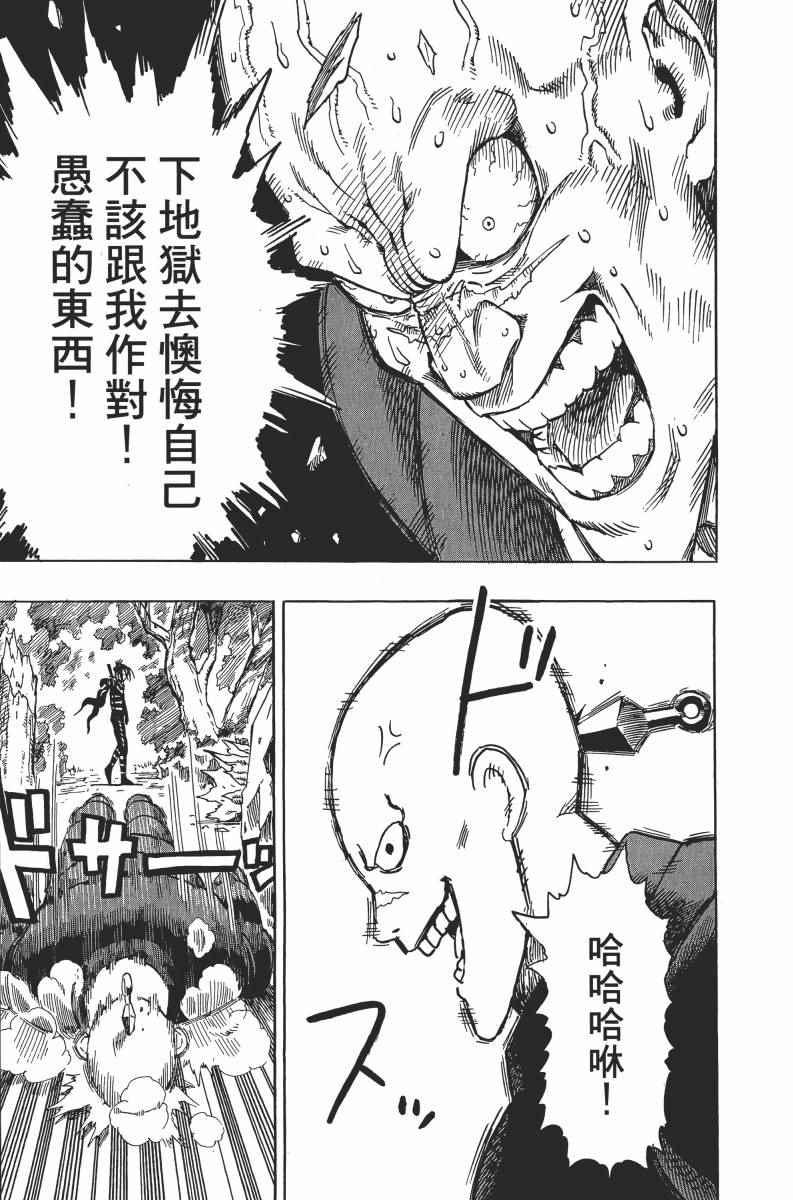 下地獄去懊悔自己
不該跟我作對！
愚蠢的東西！
ドスッ
哈哈哈咻！
ドサーッ